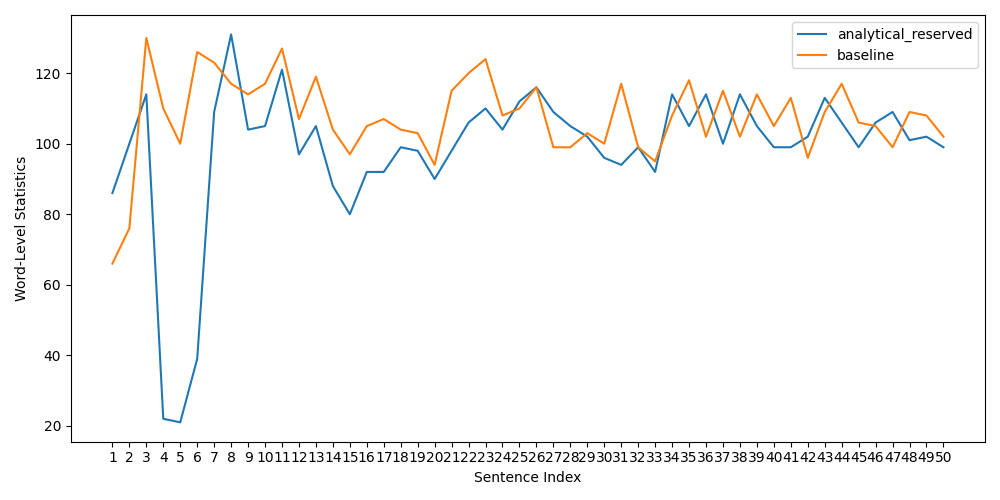 analytical_reserved
baseline
120
100
80
60
40
20
Word-Level Statistics
1 2 3 4 5 6 7 8 9 10 11 12 13 14 15 16 17 18 19 20 21 22 23 24 25 26 27 28 29 30 31 32 33 34 35 36 37 38 39 40 41 42 43 44 45 46 47 48 49 50
Sentence Index